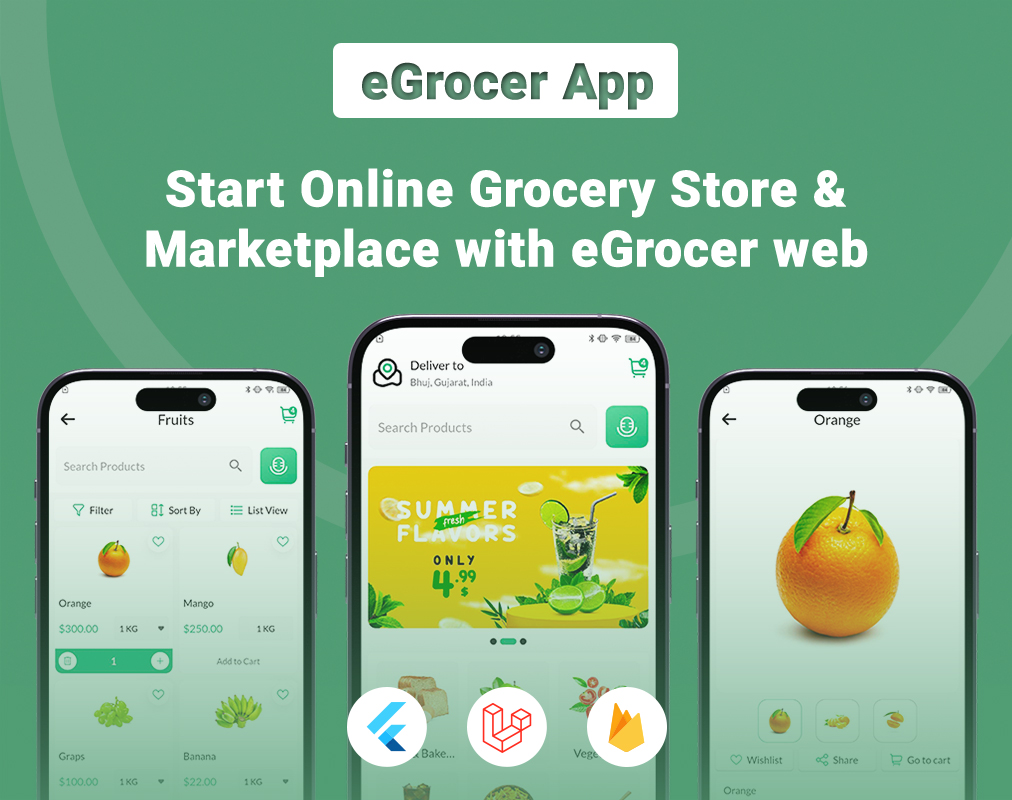 eGrocer App
Start Online Grocery Store &
Marketplace with eGrocer web
Fruits
Search Products
Filter
Sort By
List View
Orange
Mango
$300.00
1 KG
$250.00
1 KG
1
Add to Cart
Graps
Banana
$100.00
1 KG
$22.00
1 KG
Deliver to
Bhuj, Gujarat, India
Search Products
SUMMER
fresh
FLAVORS
ONLY
4.99
$
& Bake...
Orange
Wishlist
Share
Go to cart
Orange